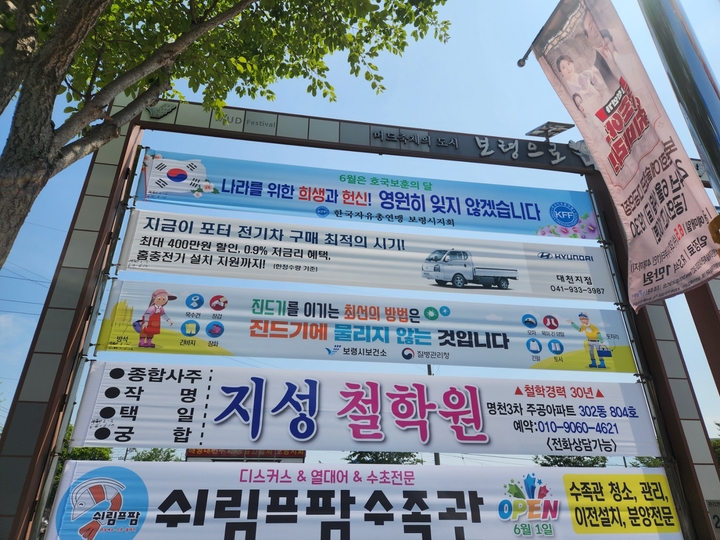 UD Festival
머드축제의 도시 보령으로
6월은 호국보훈의 달
나라를 위한 희생과 헌신! 영원히 잊지 않겠습니다
한국자유총연맹 보령시지회
KFF
지금이 포터 전기차 구매 최적의 시기!
최대 400만원 할인, 0.9% 저금리 혜택,
홈충전기 설치 지원까지! (한정수량 기준)
HYUNDAI
대천지점
041-933-3987
진드기를 이기는 최선의 방법은
진드기에 물리지 않는 것입니다
보령시보건소 질병관리청
●종합사주
●작 명
●택 일
●궁 합
지성 철학원
▲철학경력 30년▲
명천3차 주공아파트 302동 804호
예약:010-9060-4621
〈전화상담가능〉
쉬림프팜
디스커스 & 열대어 & 수초전문
쉬림프팜수족관
OPEN
6월 1일
수족관 청소, 관리,
이전설치, 분양전문